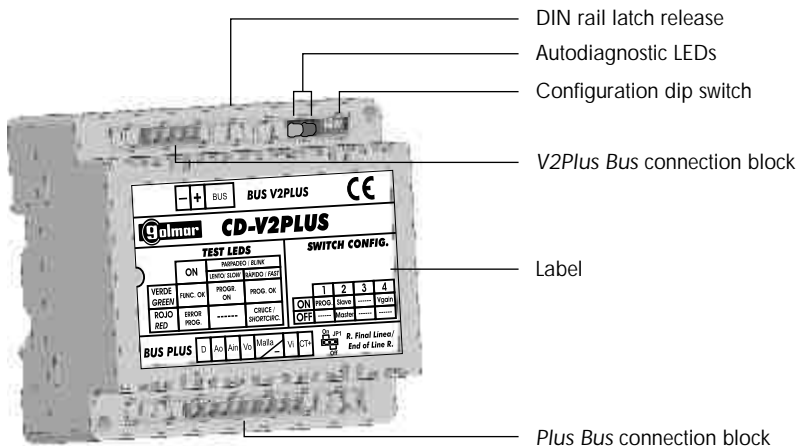 DIN rail latch release
Autodiagnostic LEDs
Configuration dip switch
V2Plus Bus connection block
Label
Plus Bus connection block
− + BUS BUS V2PLUS CE
golmar CD-V2PLUS
TEST LEDS
ON
PARPADEO / BLINK
LENTO/ SLOW RÁPIDO / FAST
VERDE
GREEN
FUNC. OK
PROGR.
ON
PROG. OK
ROJO
RED
ERROR
PROG.
------
CRUCE /
SHORTCIRC.
SWITCH CONFIG.
1 2 3 4
ON PROG. Slave ----- Vgain
OFF ----- Master ----- -----
BUS PLUS D Ao Ain Vo Malla/− Vi CT+
On JP1
Off
R. Final Linea/
End of Line R.